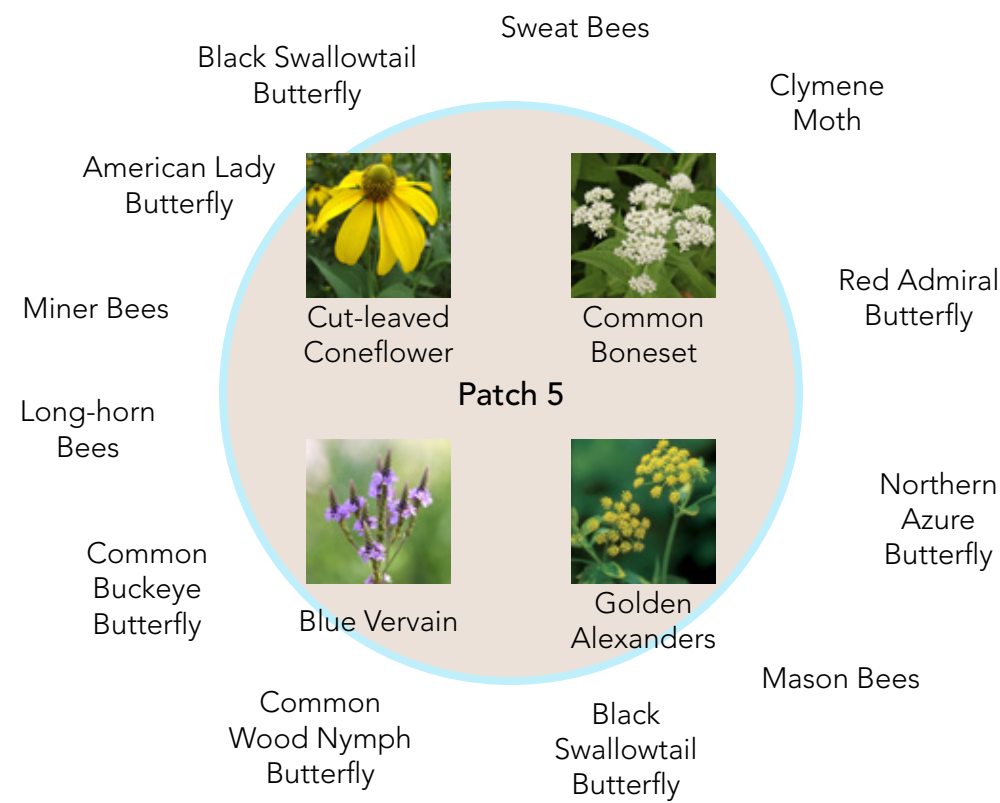 Sweat Bees
Black Swallowtail
Butterfly
Clymene
Moth
American Lady
Butterfly
Red Admiral
Butterfly
Miner Bees
Cut-leaved
Coneflower
Common
Boneset
Patch 5
Long-horn
Bees
Northern
Azure
Butterfly
Common
Buckeye
Butterfly
Blue Vervain
Golden
Alexanders
Mason Bees
Common
Wood Nymph
Butterfly
Black
Swallowtail
Butterfly